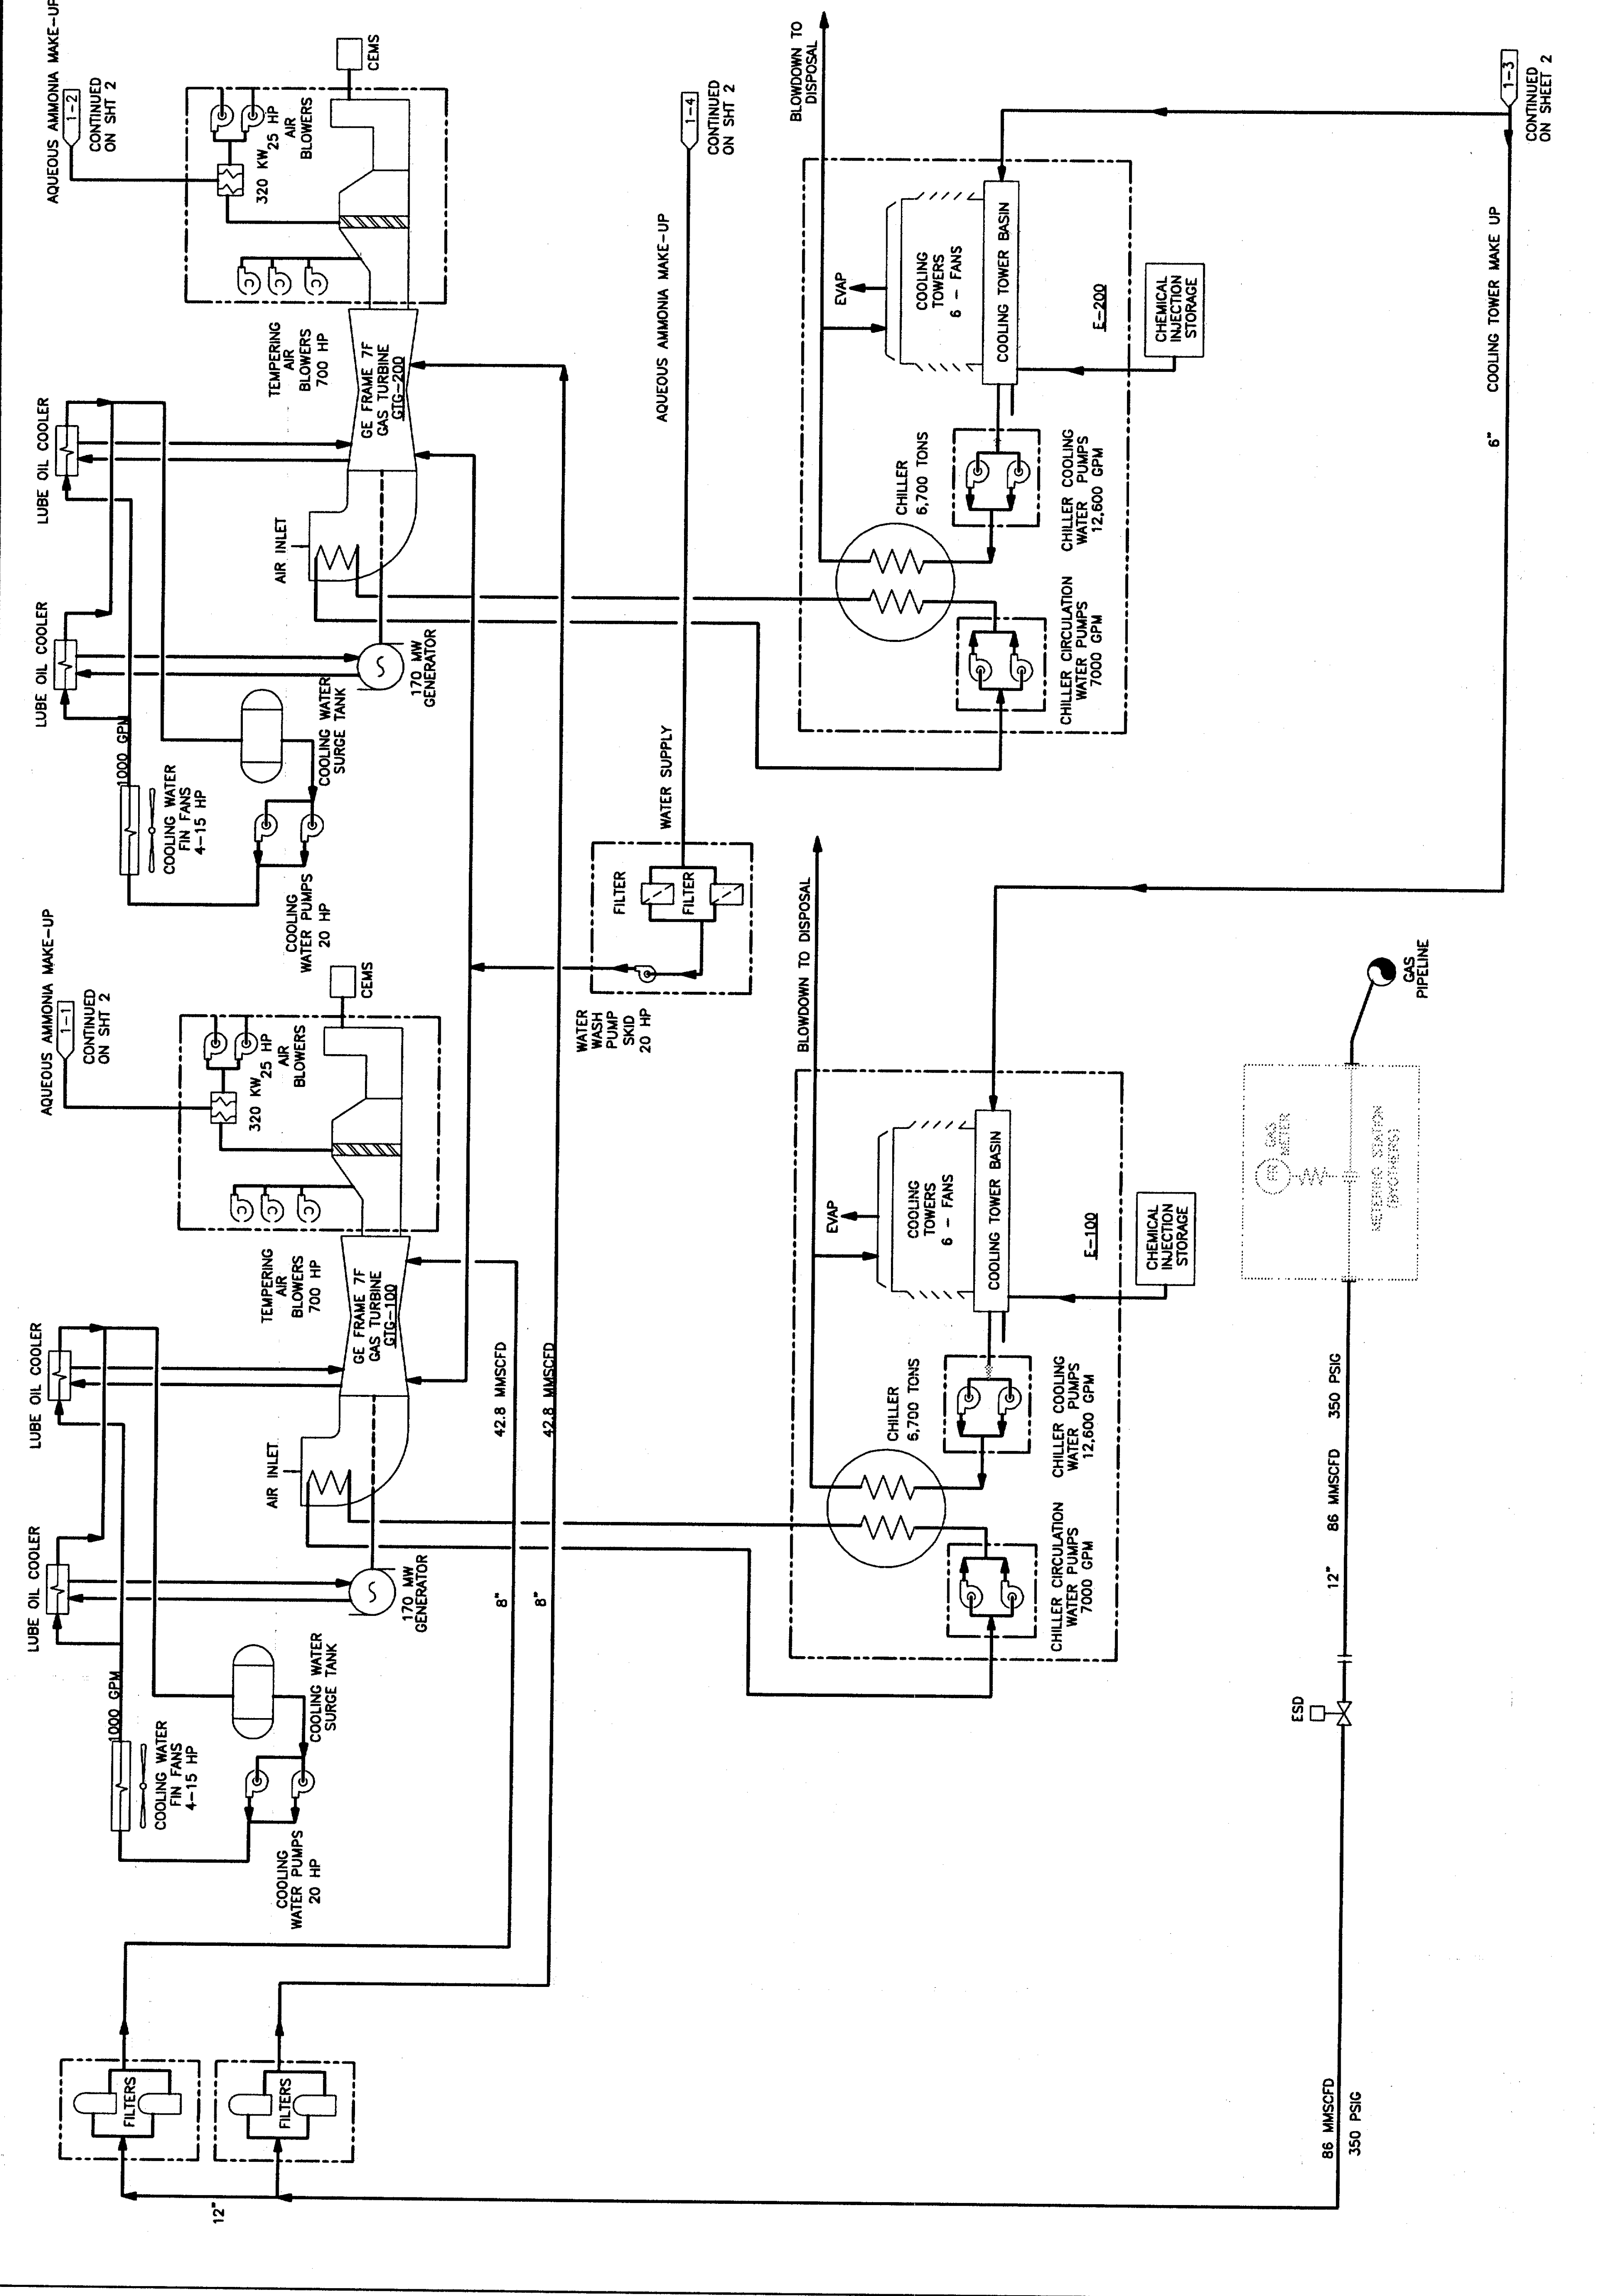 AQUEOUS AMMONIA MAKE-UP
1-1
CONTINUED
ON SHT 2
AQUEOUS AMMONIA MAKE-UP
1-2
CONTINUED
ON SHT 2
FILTERS
FILTERS
12"
LUBE OIL COOLER
LUBE OIL COOLER
1000 GPM
COOLING WATER
FIN FANS
4-15 HP
COOLING WATER
SURGE TANK
COOLING
WATER PUMPS
20 HP
170 MW
GENERATOR
AIR INLET
GE FRAME 7F
GAS TURBINE
GTG-100
TEMPERING
AIR
BLOWERS
700 HP
320 KW
25 HP
AIR
BLOWERS
CEMS
LUBE OIL COOLER
LUBE OIL COOLER
1000 GPM
COOLING WATER
FIN FANS
4-15 HP
COOLING WATER
SURGE TANK
COOLING
WATER PUMPS
20 HP
170 MW
GENERATOR
AIR INLET
GE FRAME 7F
GAS TURBINE
GTG-200
TEMPERING
AIR
BLOWERS
700 HP
320 KW
25 HP
AIR
BLOWERS
CEMS
8"
42.8 MMSCFD
8"
42.8 MMSCFD
WATER
WASH
PUMP
SKID
20 HP
FILTER
FILTER
WATER SUPPLY
AQUEOUS AMMONIA MAKE-UP
1-4
CONTINUED
ON SHT 2
BLOWDOWN TO DISPOSAL
EVAP
COOLING
TOWERS
6 - FANS
COOLING TOWER BASIN
CHILLER
6,700 TONS
CHILLER CIRCULATION
WATER PUMPS
7000 GPM
CHILLER COOLING
WATER PUMPS
12,600 GPM
E-100
CHEMICAL
INJECTION
STORAGE
BLOWDOWN TO
DISPOSAL
EVAP
COOLING
TOWERS
6 - FANS
COOLING TOWER BASIN
CHILLER
6,700 TONS
CHILLER CIRCULATION
WATER PUMPS
7000 GPM
CHILLER COOLING
WATER PUMPS
12,600 GPM
E-200
CHEMICAL
INJECTION
STORAGE
86 MMSCFD
350 PSIG
ESD
12"
86 MMSCFD
350 PSIG
GAS
METER
METERING STATION
(BYOTHERS)
GAS
PIPELINE
6"
COOLING TOWER MAKE UP
1-3
CONTINUED
ON SHEET 2